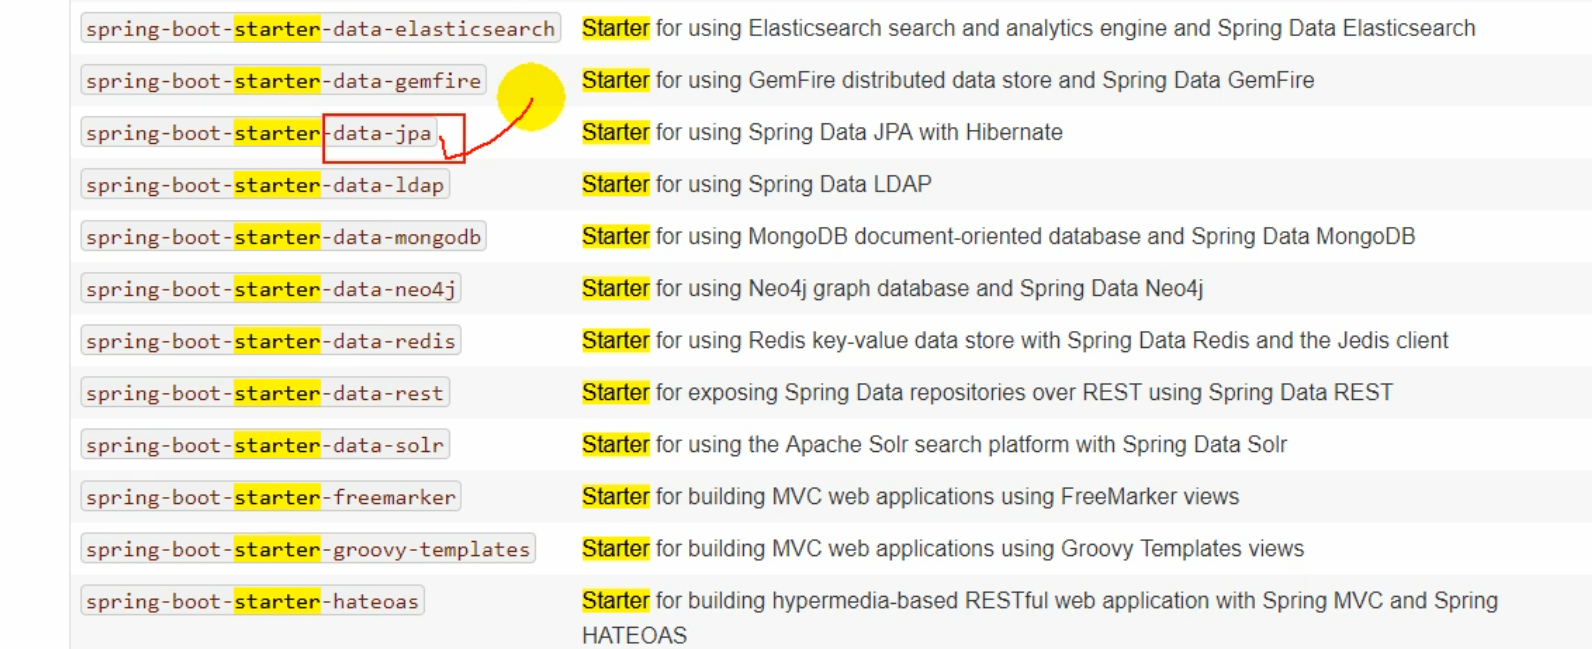 spring-boot-starter-data-elasticsearch Starter for using Elasticsearch search and analytics engine and Spring Data Elasticsearch
spring-boot-starter-data-gemfire Starter for using GemFire distributed data store and Spring Data GemFire
spring-boot-starter-data-jpa Starter for using Spring Data JPA with Hibernate
spring-boot-starter-data-ldap Starter for using Spring Data LDAP
spring-boot-starter-data-mongodb Starter for using MongoDB document-oriented database and Spring Data MongoDB
spring-boot-starter-data-neo4j Starter for using Neo4j graph database and Spring Data Neo4j
spring-boot-starter-data-redis Starter for using Redis key-value data store with Spring Data Redis and the Jedis client
spring-boot-starter-data-rest Starter for exposing Spring Data repositories over REST using Spring Data REST
spring-boot-starter-data-solr Starter for using the Apache Solr search platform with Spring Data Solr
spring-boot-starter-freemarker Starter for building MVC web applications using FreeMarker views
spring-boot-starter-groovy-templates Starter for building MVC web applications using Groovy Templates views
spring-boot-starter-hateoas Starter for building hypermedia-based RESTful web application with Spring MVC and Spring
HATEOAS